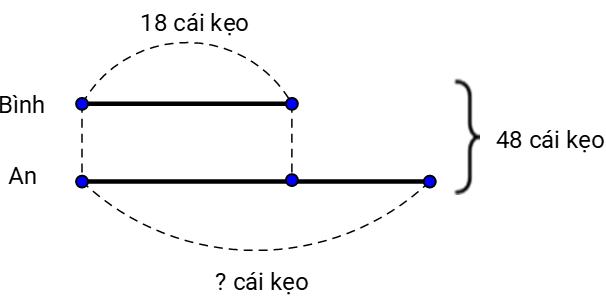 18 cái kẹo
Bình
48 cái kẹo
An
? cái kẹo